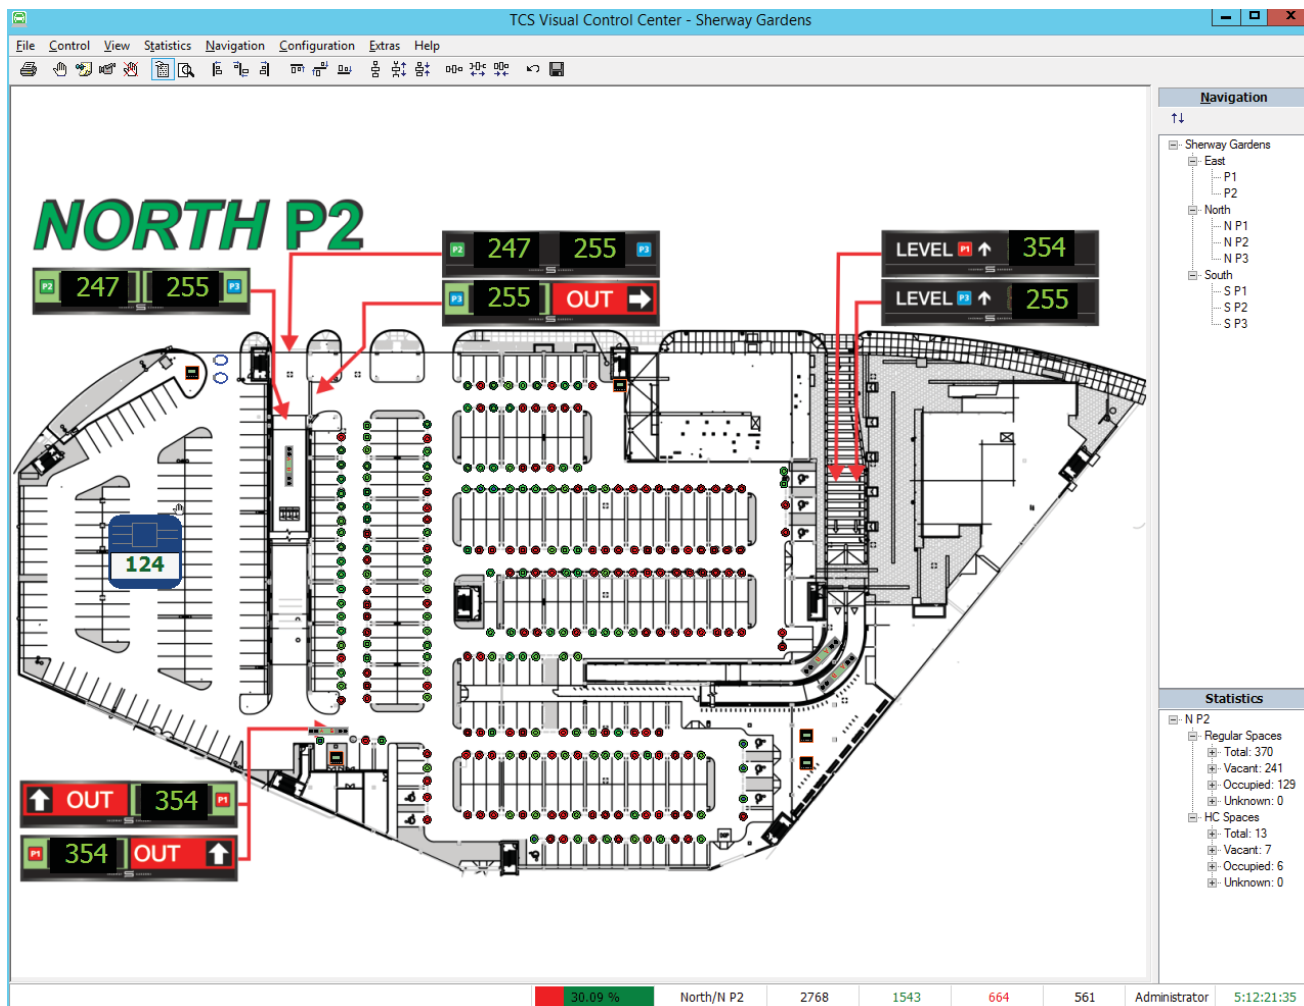 TCS Visual Control Center - Sherway Gardens
File Control View Statistics Navigation Configuration Extras Help
Navigation
Sherway Gardens
East
P1
P2
North
N P1
N P2
N P3
South
S P1
S P2
S P3
NORTH P2
P2 247 255 P3
P2 247 255 P3
P3 255 OUT
LEVEL P1 354
LEVEL P3 255
124
OUT 354 P1
P1 354 OUT
Statistics
N P2
Regular Spaces
Total: 370
Vacant: 241
Occupied: 129
Unknown: 0
HC Spaces
Total: 13
Vacant: 7
Occupied: 6
Unknown: 0
30.09 % North/N P2 2768 1543 664 561 Administrator 5:12:21:35